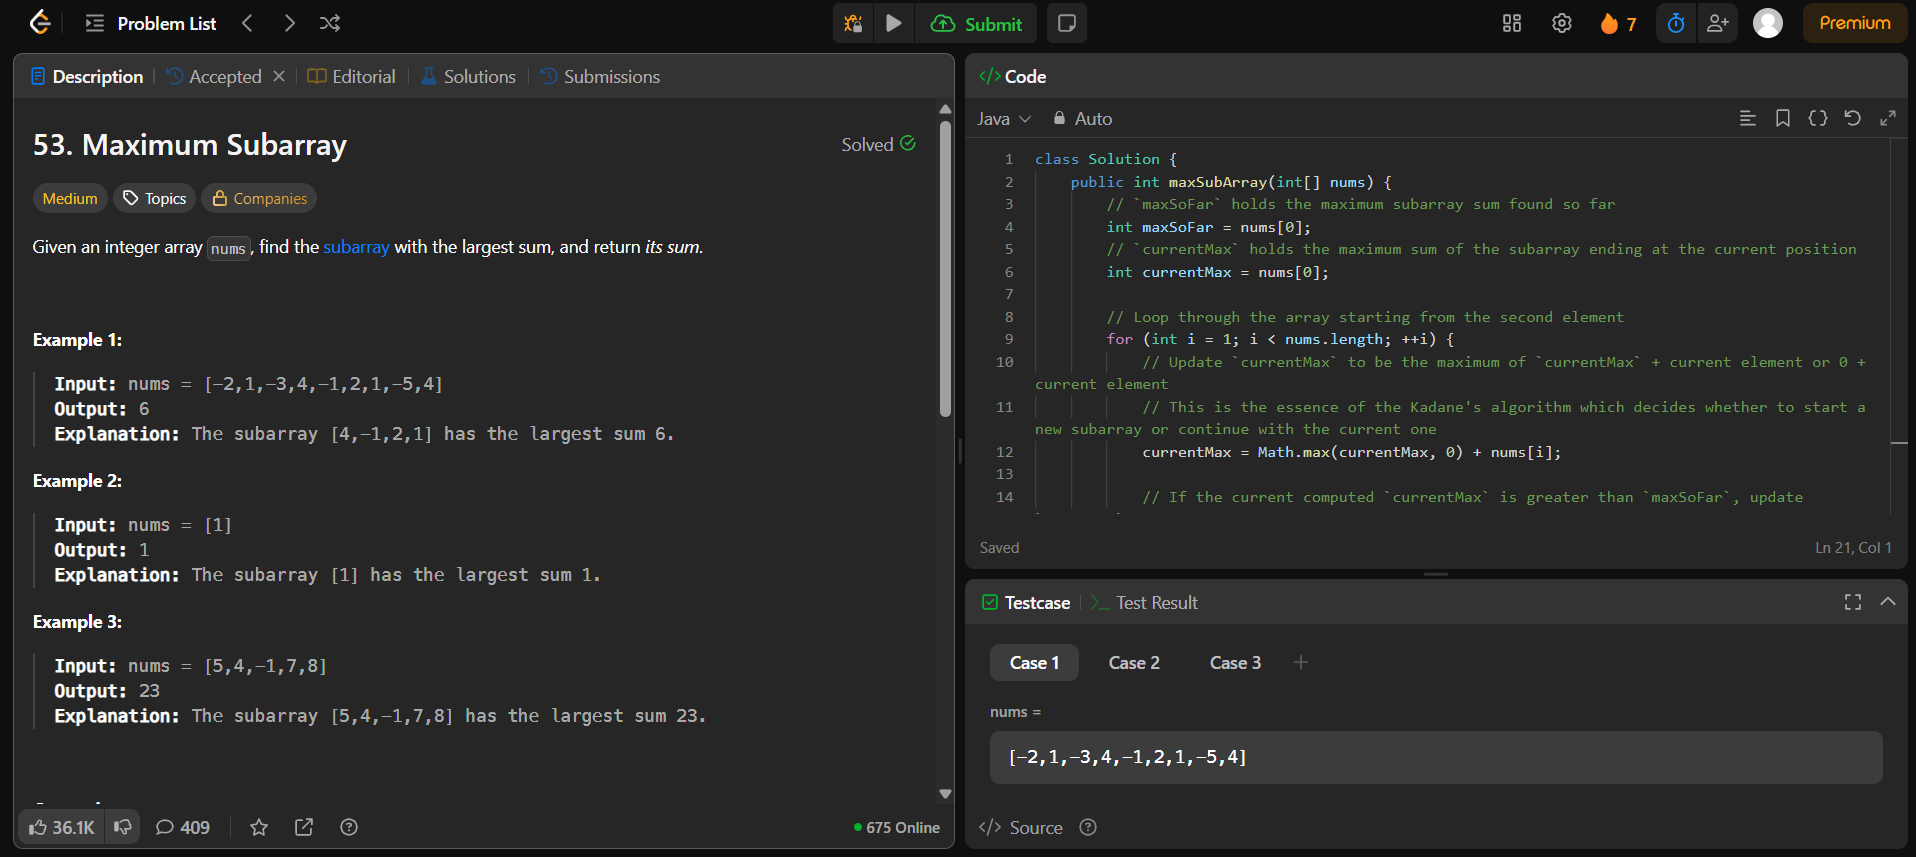 Problem List
Submit
7
Premium
Description
Accepted
Editorial
Solutions
Submissions
53. Maximum Subarray
Solved
Medium
Topics
Companies
Given an integer array nums, find the subarray with the largest sum, and return its sum.
Example 1:
Input: nums = [-2,1,-3,4,-1,2,1,-5,4]
Output: 6
Explanation: The subarray [4,-1,2,1] has the largest sum 6.
Example 2:
Input: nums = [1]
Output: 1
Explanation: The subarray [1] has the largest sum 1.
Example 3:
Input: nums = [5,4,-1,7,8]
Output: 23
Explanation: The subarray [5,4,-1,7,8] has the largest sum 23.
36.1K
409
675 Online
</> Code
Java
Auto
1 class Solution {
2 public int maxSubArray(int[] nums) {
3 // `maxSoFar` holds the maximum subarray sum found so far
4 int maxSoFar = nums[0];
5 // `currentMax` holds the maximum sum of the subarray ending at the current position
6 int currentMax = nums[0];
7
8 // Loop through the array starting from the second element
9 for (int i = 1; i < nums.length; ++i) {
10 // Update `currentMax` to be the maximum of `currentMax` + current element or 0 +
current element
11 // This is the essence of the Kadane's algorithm which decides whether to start a
new subarray or continue with the current one
12 currentMax = Math.max(currentMax, 0) + nums[i];
13
14 // If the current computed `currentMax` is greater than `maxSoFar`, update
Saved
Ln 21, Col 1
Testcase
Test Result
Case 1
Case 2
Case 3
nums =
[-2,1,-3,4,-1,2,1,-5,4]
</> Source